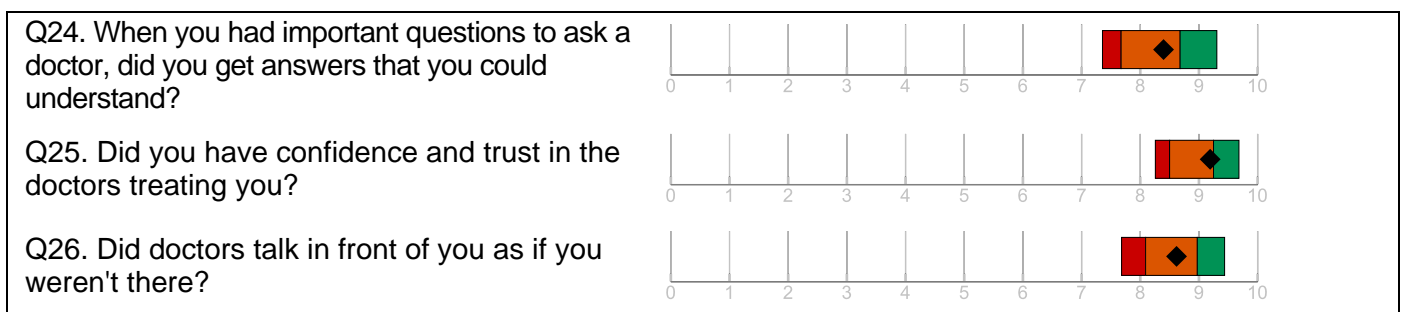 Q24. When you had important questions to ask a
doctor, did you get answers that you could
understand?
0 1 2 3 4 5 6 7 8 9 10
Q25. Did you have confidence and trust in the
doctors treating you?
0 1 2 3 4 5 6 7 8 9 10
Q26. Did doctors talk in front of you as if you
weren't there?
0 1 2 3 4 5 6 7 8 9 10